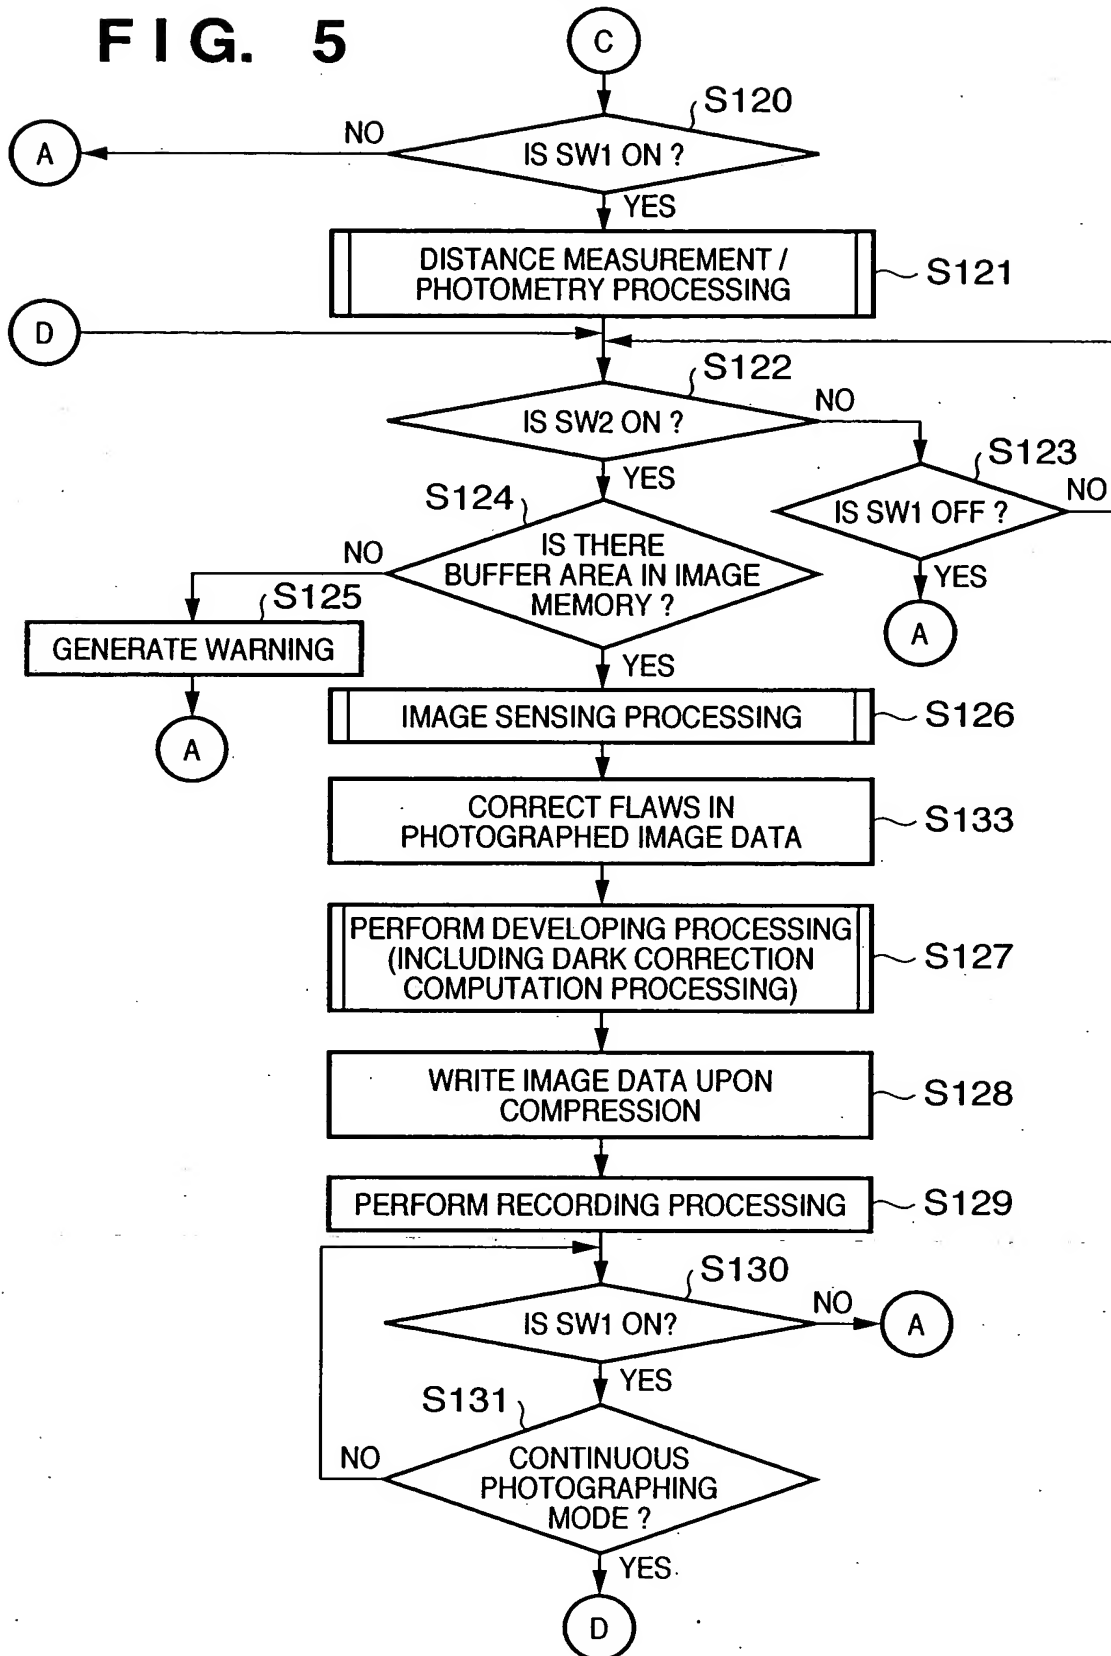 FIG. 5
C
S120
A
NO
IS SW1 ON ?
YES
DISTANCE MEASUREMENT /
PHOTOMETRY PROCESSING
S121
D
S122
IS SW2 ON ?
NO
YES
S123
IS SW1 OFF ?
NO
YES
A
S124
IS THERE
BUFFER AREA IN IMAGE
MEMORY ?
NO
S125
GENERATE WARNING
A
YES
IMAGE SENSING PROCESSING
S126
CORRECT FLAWS IN
PHOTOGRAPHED IMAGE DATA
S133
PERFORM DEVELOPING PROCESSING
(INCLUDING DARK CORRECTION
COMPUTATION PROCESSING)
S127
WRITE IMAGE DATA UPON
COMPRESSION
S128
PERFORM RECORDING PROCESSING
S129
S130
IS SW1 ON?
NO
A
YES
S131
NO
CONTINUOUS
PHOTOGRAPHING
MODE ?
YES
D